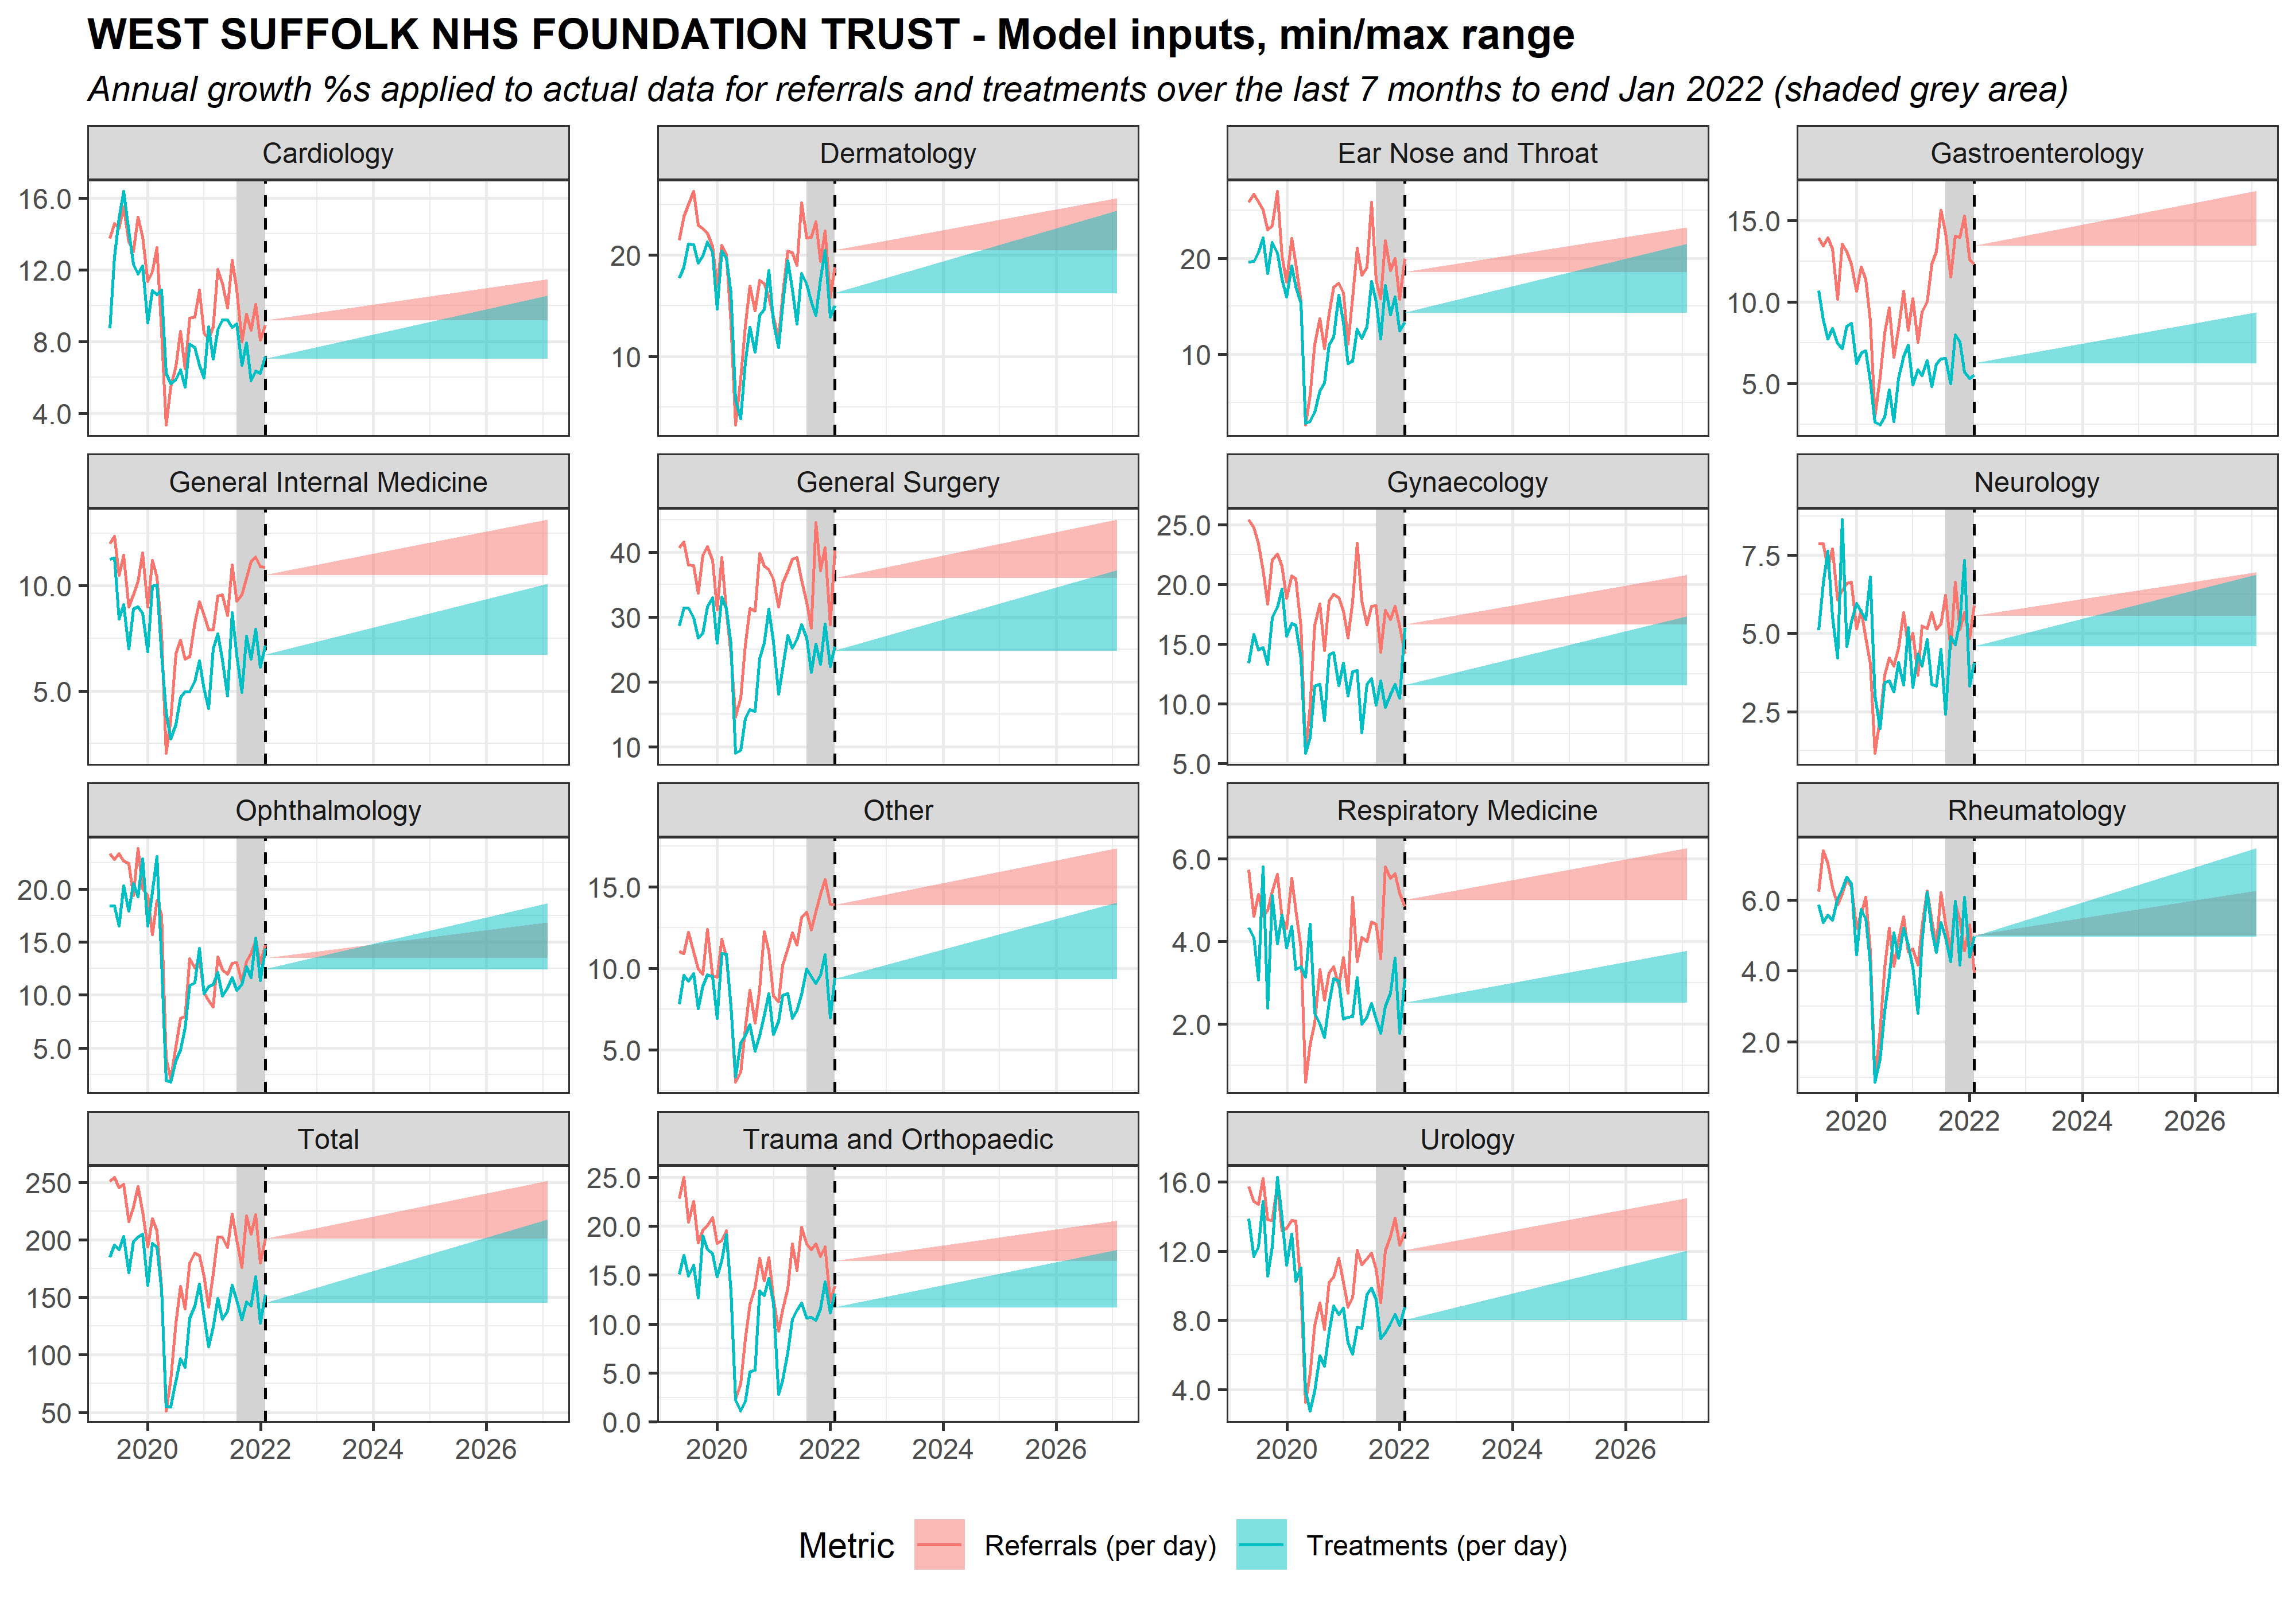 WEST SUFFOLK NHS FOUNDATION TRUST - Model inputs, min/max range
Annual growth %s applied to actual data for referrals and treatments over the last 7 months to end Jan 2022 (shaded grey area)
Cardiology
16.0
12.0
8.0
4.0
Dermatology
20
10
Ear Nose and Throat
20
10
Gastroenterology
15.0
10.0
5.0
General Internal Medicine
10.0
5.0
General Surgery
40
30
20
10
Gynaecology
25.0
20.0
15.0
10.0
5.0
Neurology
7.5
5.0
2.5
Ophthalmology
20.0
15.0
10.0
5.0
Other
15.0
10.0
5.0
Respiratory Medicine
6.0
4.0
2.0
Rheumatology
6.0
4.0
2.0
2020 2022 2024 2026
Total
250
200
150
100
50
2020 2022 2024 2026
Trauma and Orthopaedic
25.0
20.0
15.0
10.0
5.0
0.0
2020 2022 2024 2026
Urology
16.0
12.0
8.0
4.0
2020 2022 2024 2026
Metric Referrals (per day) Treatments (per day)